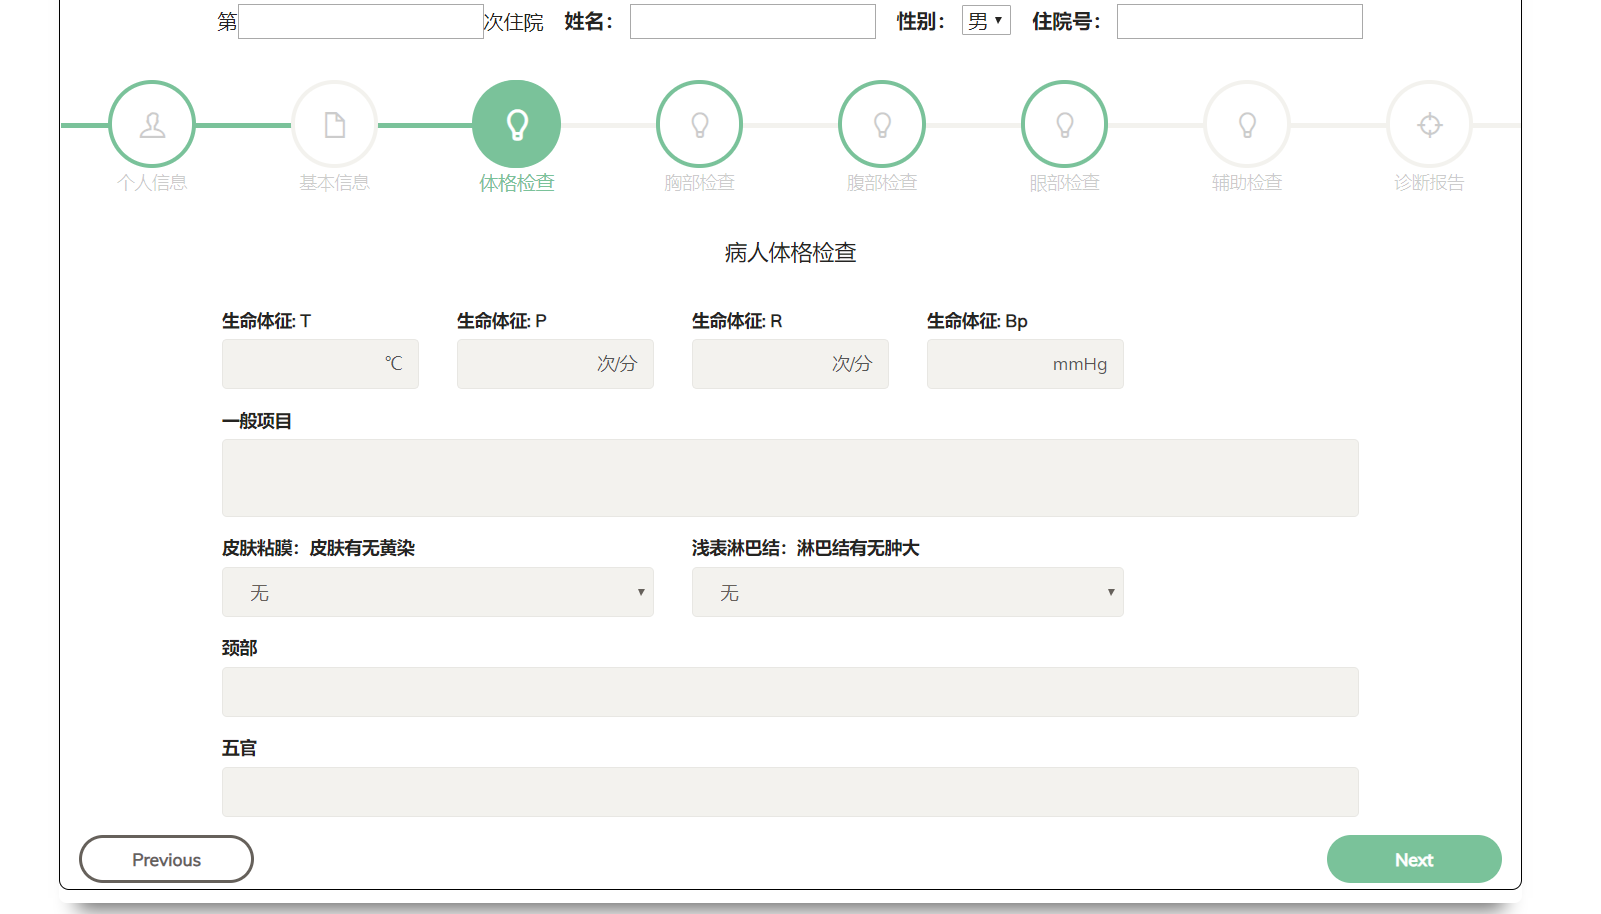 第 次住院 姓名： 性别： 男 住院号：
个人信息 基本信息 体格检查 胸部检查 腹部检查 眼部检查 辅助检查 诊断报告
病人体格检查
生命体征: T 生命体征: P 生命体征: R 生命体征: Bp
℃ 次/分 次/分 mmHg
一般项目
皮肤粘膜：皮肤有无黄染 浅表淋巴结：淋巴结有无肿大
无 无
颈部
五官
Previous Next